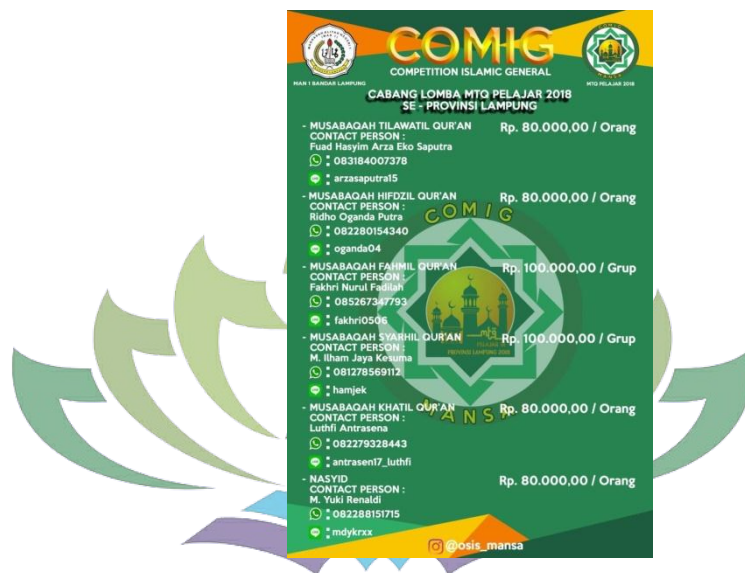 COMIG
COMPETITION ISLAMIC GENERAL
MAN 1 BANDAR LAMPUNG
MTQ PELAJAR 2018
CABANG LOMBA MTQ PELAJAR 2018
SE - PROVINSI LAMPUNG
- MUSABAQAH TILAWATIL QUR'AN Rp. 80.000,00 / Orang
CONTACT PERSON :
Fuad Hasyim Arza Eko Saputra
: 083184007378
: arzasaputra15
- MUSABAQAH HIFDZIL QUR'AN Rp. 80.000,00 / Orang
CONTACT PERSON :
Ridho Oganda Putra
: 082280154340
: oganda04
- MUSABAQAH FAHMIL QUR'AN Rp. 100.000,00 / Grup
CONTACT PERSON :
Fakhri Nurul Fadilah
: 085267347793
: fakhri0506
- MUSABAQAH SYARHIL QUR'AN Rp. 100.000,00 / Grup
CONTACT PERSON :
M. Ilham Jaya Kesuma
: 081278569112
: hamjek
- MUSABAQAH KHATIL QUR'AN Rp. 80.000,00 / Orang
CONTACT PERSON :
Luthfi Antrasena
: 082279328443
: antrasen17_luthfi
- NASYID Rp. 80.000,00 / Orang
CONTACT PERSON :
M. Yuki Renaldi
: 082288151715
: mdykrxx
@osis_mansa
COMIG
mtq
PELAJAR
PROVINSI LAMPUNG 2018
MANSA